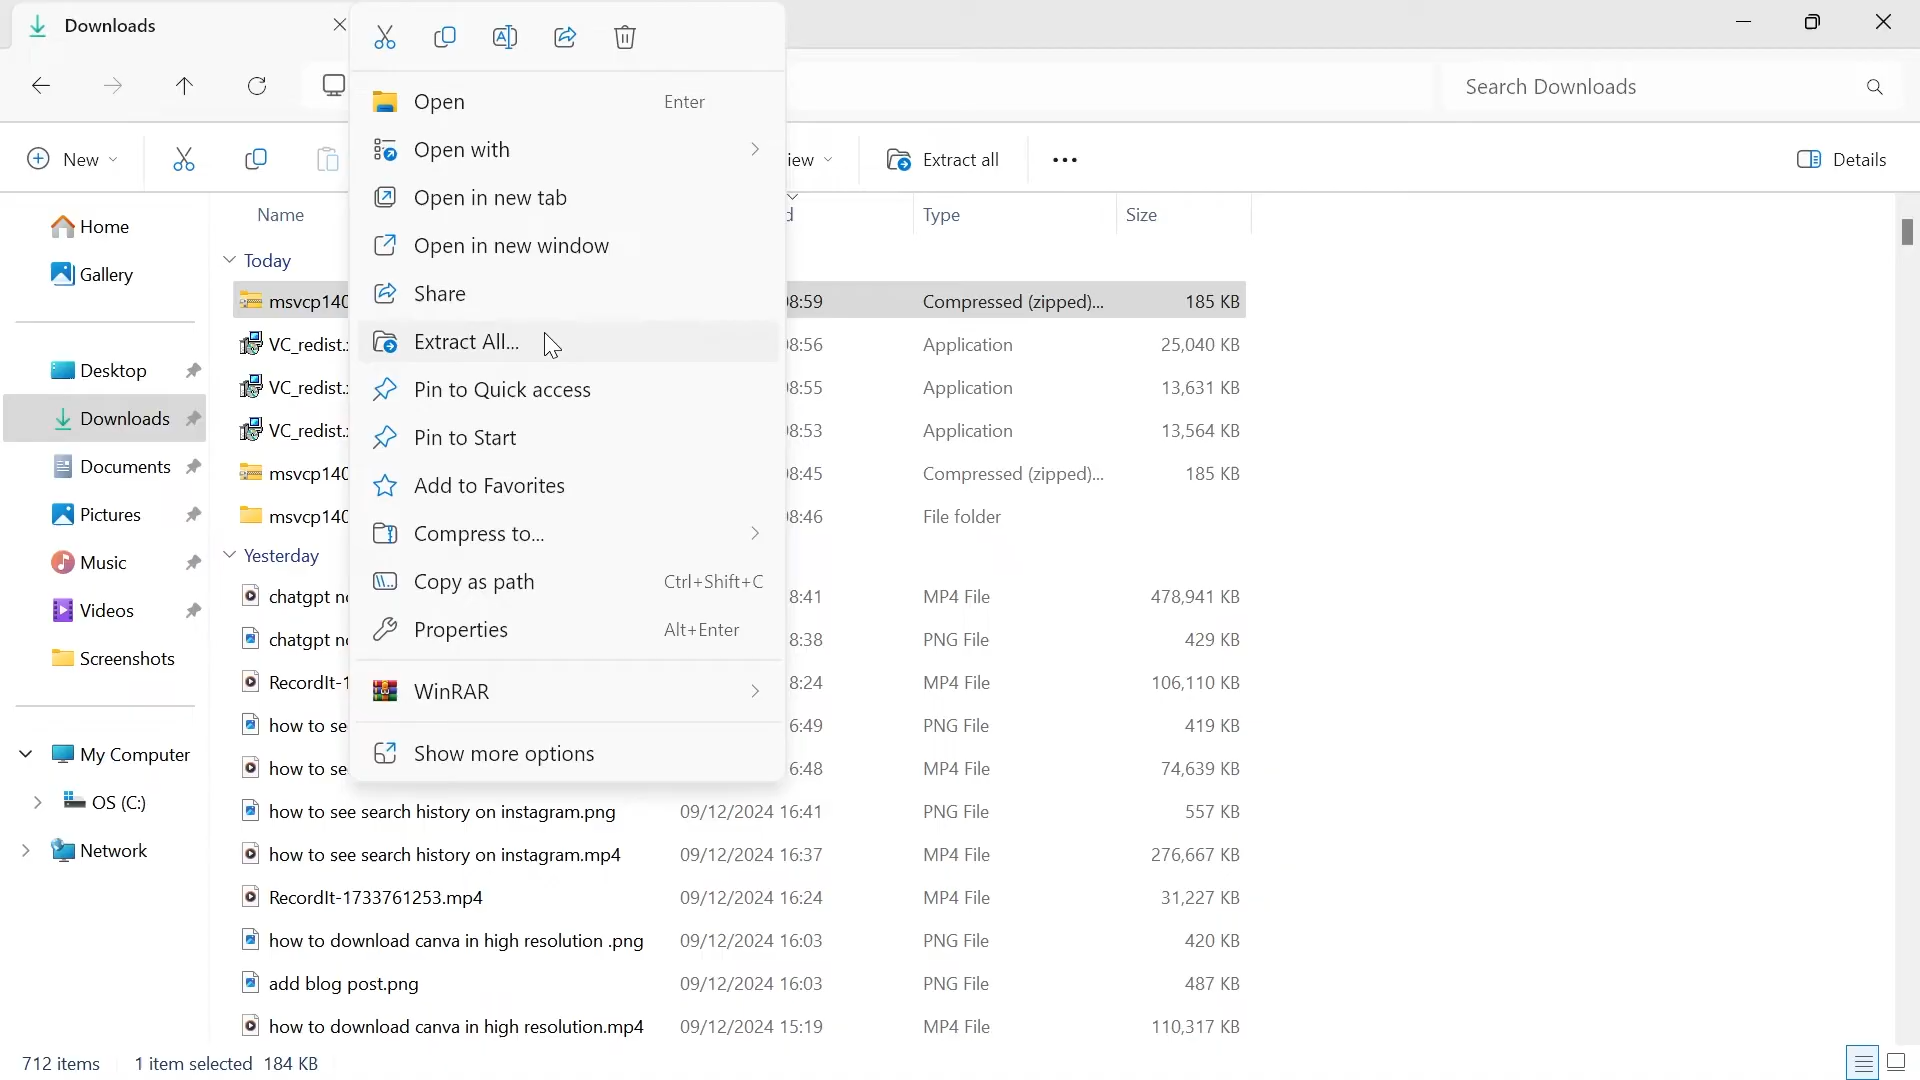 Downloads
Search Downloads
New
iew
Extract all
Details
Open Enter
Open with
Open in new tab
Open in new window
Share
Extract All...
Pin to Quick access
Pin to Start
Add to Favorites
Compress to...
Copy as path Ctrl+Shift+C
Properties Alt+Enter
WinRAR
Show more options
Home
Gallery
Desktop
Downloads
Documents
Pictures
Music
Videos
Screenshots
My Computer
OS (C:)
Network
Name Type Size
Today
msvcp140 8:59 Compressed (zipped)... 185 KB
VC_redist. 8:56 Application 25,040 KB
VC_redist. 8:55 Application 13,631 KB
VC_redist. 8:53 Application 13,564 KB
msvcp140 8:45 Compressed (zipped)... 185 KB
msvcp140 8:46 File folder
Yesterday
chatgpt n 8:41 MP4 File 478,941 KB
chatgpt n 8:38 PNG File 429 KB
RecordIt-1 8:24 MP4 File 106,110 KB
how to se 6:49 PNG File 419 KB
how to se 6:48 MP4 File 74,639 KB
how to see search history on instagram.png 09/12/2024 16:41 PNG File 557 KB
how to see search history on instagram.mp4 09/12/2024 16:37 MP4 File 276,667 KB
RecordIt-1733761253.mp4 09/12/2024 16:24 MP4 File 31,227 KB
how to download canva in high resolution .png 09/12/2024 16:03 PNG File 420 KB
add blog post.png 09/12/2024 16:03 PNG File 487 KB
how to download canva in high resolution.mp4 09/12/2024 15:19 MP4 File 110,317 KB
712 items 1 item selected 184 KB